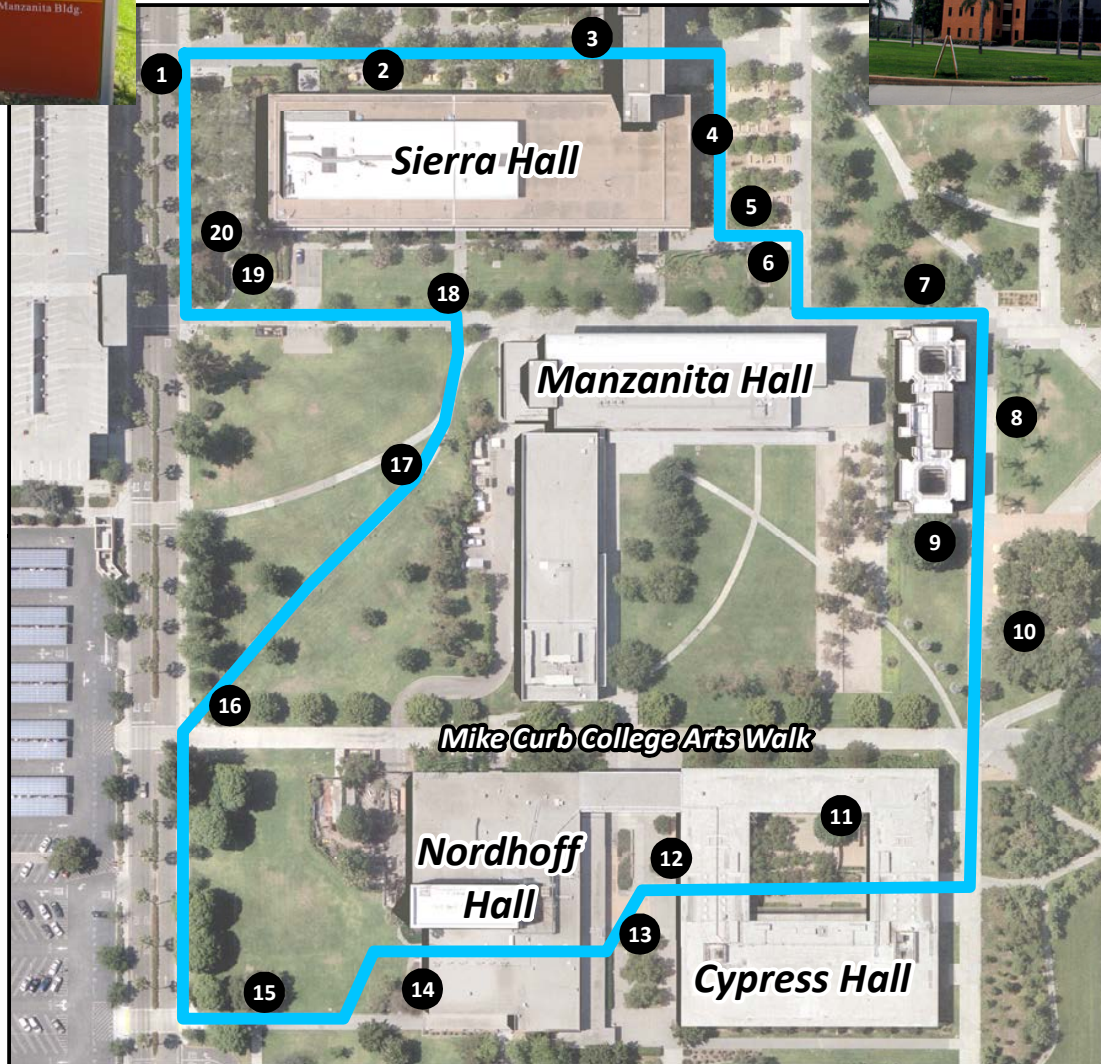 Manzanita Bldg.
3
1
2
4
Sierra Hall
5
20
6
19
7
18
Manzanita Hall
8
17
9
10
16
Mike Curb College Arts Walk
11
Nordhoff
Hall
12
13
Cypress Hall
14
15